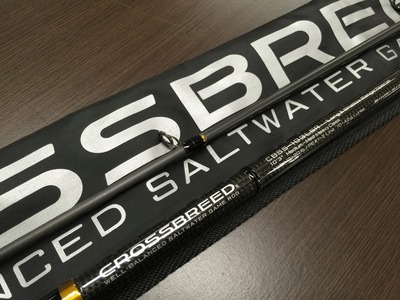 SSBREE
NCED SALTWATER GA
CROSSBREED
WELL-BALANCED SALTWATER GAME ROD